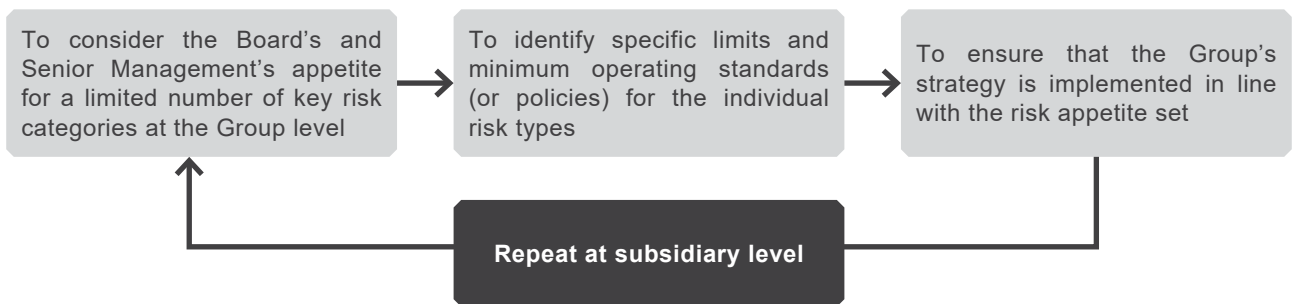 To consider the Board’s and
Senior Management’s appetite
for a limited number of key risk
categories at the Group level
To identify specific limits and
minimum operating standards
(or policies) for the individual
risk types
To ensure that the Group’s
strategy is implemented in line
with the risk appetite set
Repeat at subsidiary level